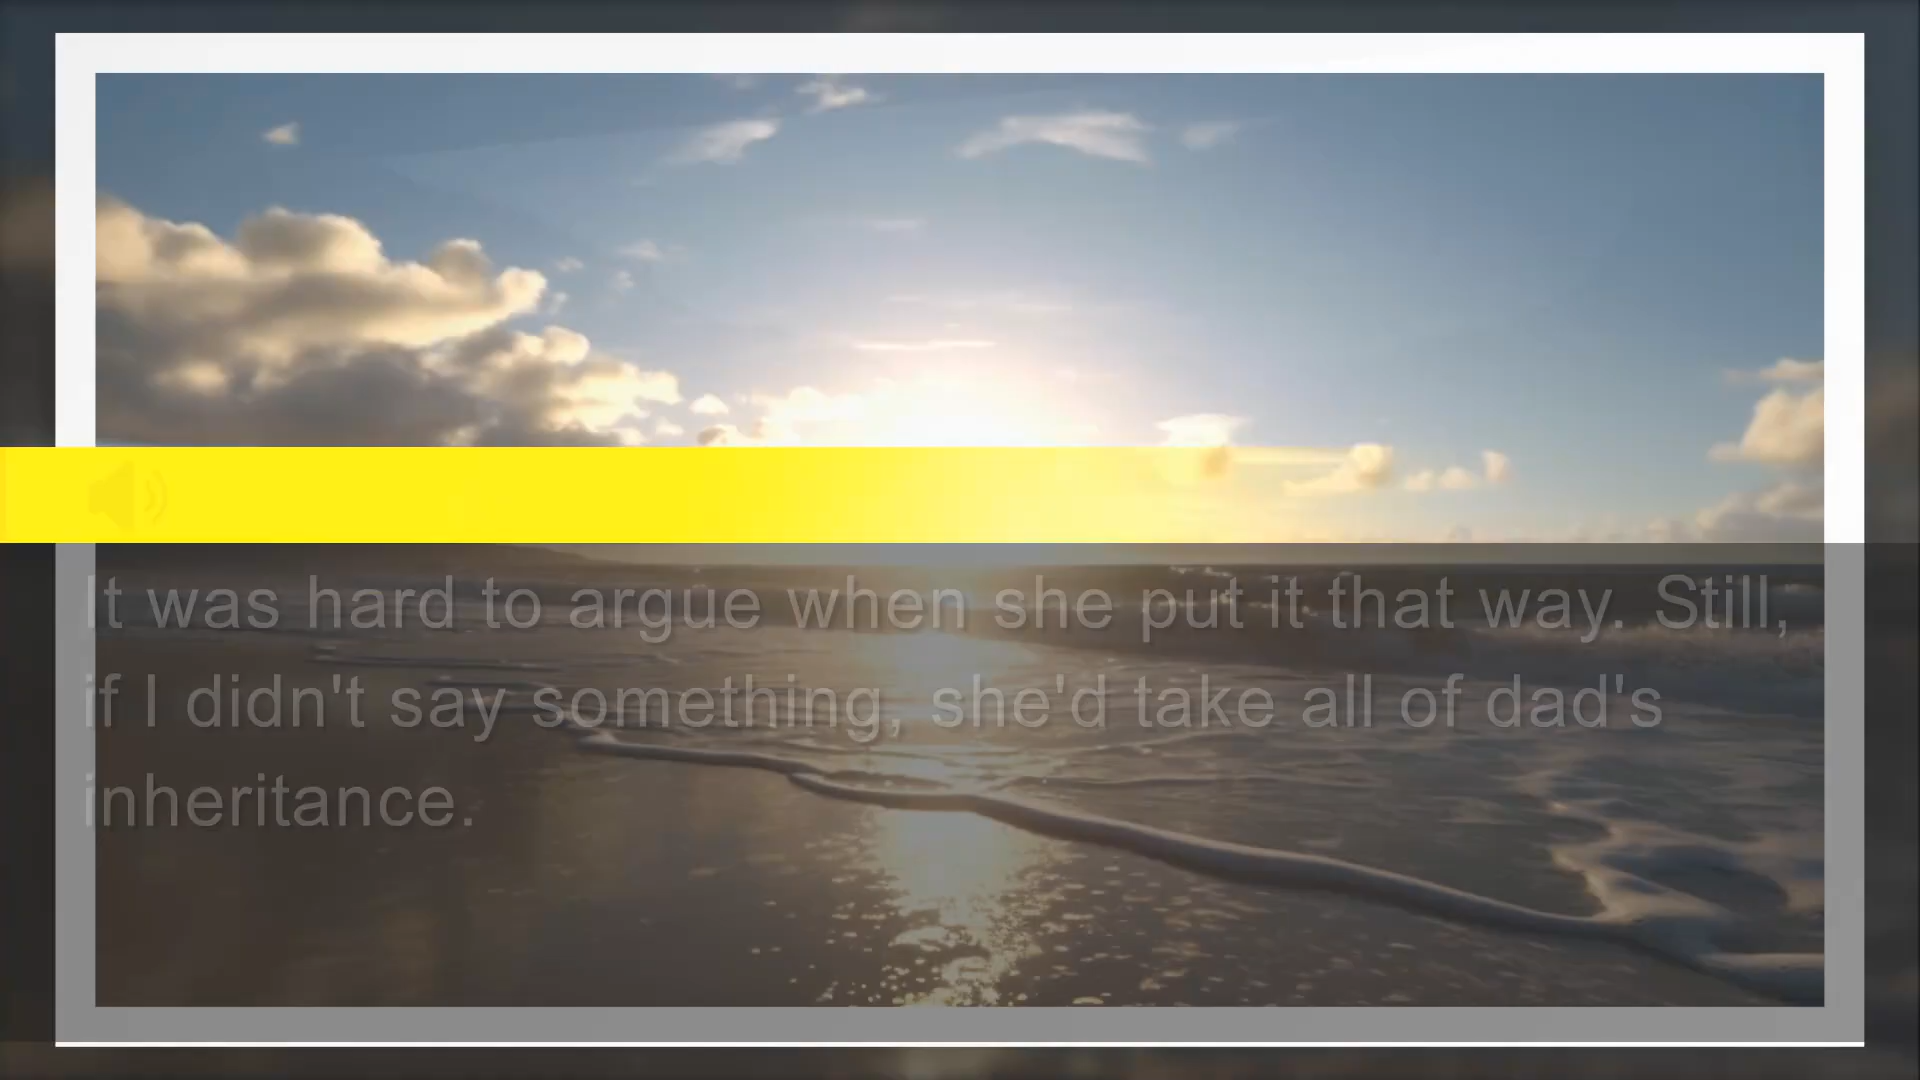 It was hard to argue when she put it that way. Still,
if I didn't say something, she'd take all of dad's
inheritance.